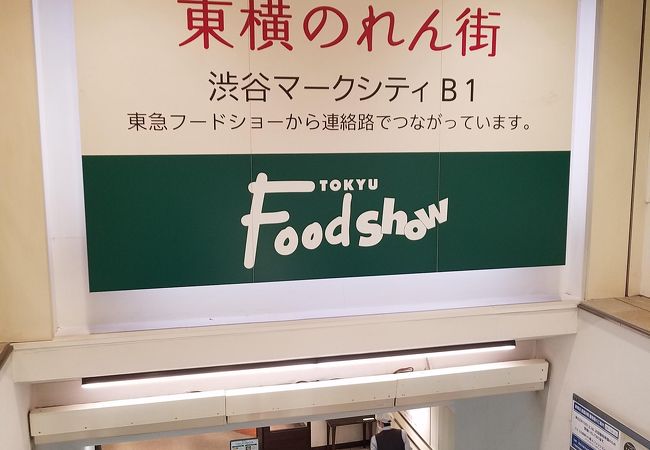 東横のれん街
渋谷マークシティ B1
東急フードショーから連絡路でつながっています。
TOKYU
Foodshow